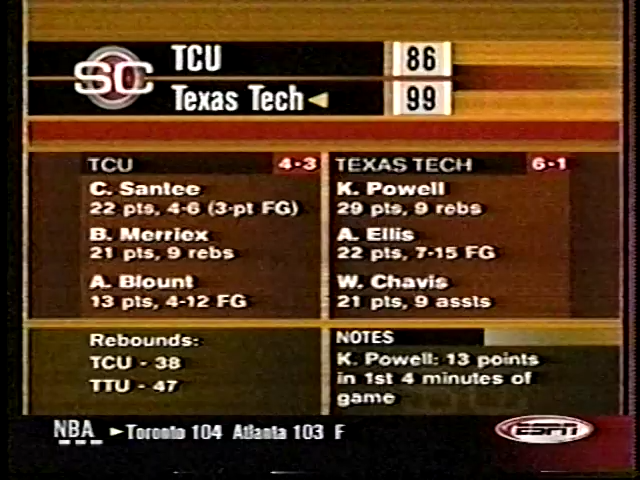 SC
TCU 86
Texas Tech 99
TCU 4-3
C. Santee
22 pts, 4-6 (3-pt FG)
B. Merriex
21 pts, 9 rebs
A. Blount
13 pts, 4-12 FG
TEXAS TECH 6-1
K. Powell
29 pts, 9 rebs
A. Ellis
22 pts, 7-15 FG
W. Chavis
21 pts, 9 assts
Rebounds:
TCU - 38
TTU - 47
NOTES
K. Powell: 13 points
in 1st 4 minutes of
game
NBA Toronto 104 Atlanta 103 F
ESPN